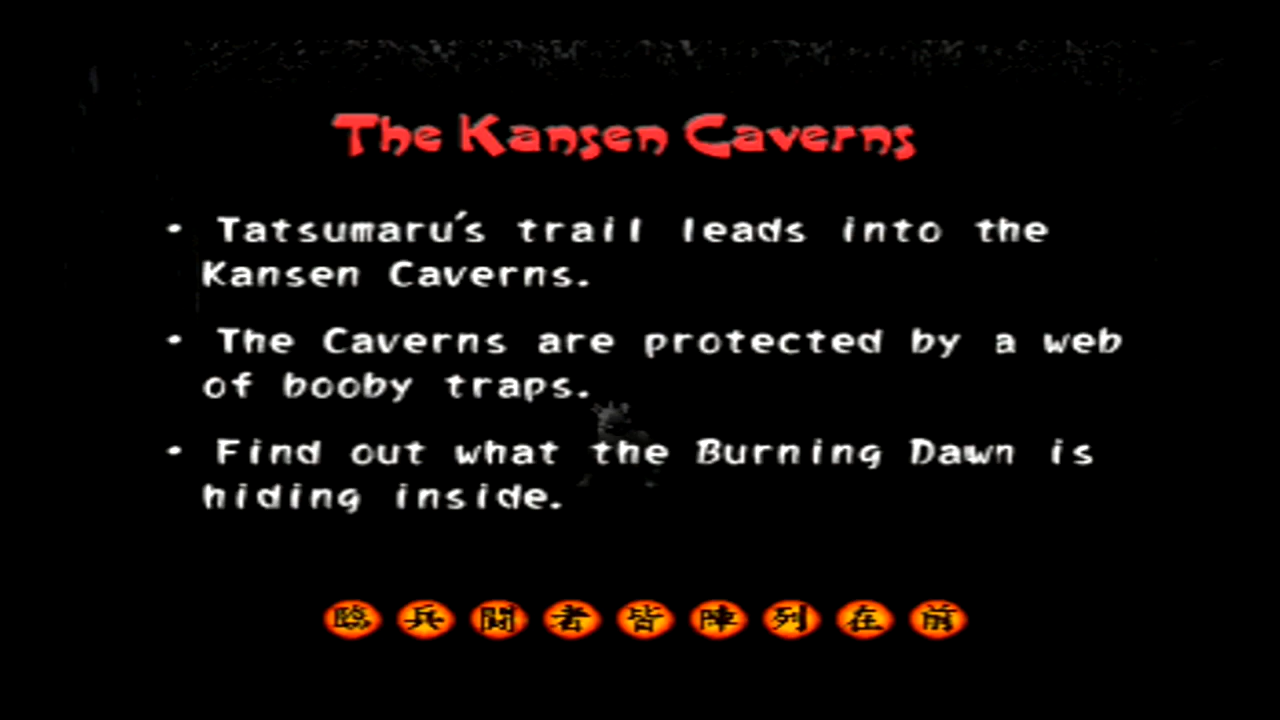 The Kansen Caverns
• Tatsumaru's trail leads into the
Kansen Caverns.
• The Caverns are protected by a web
of booby traps.
• Find out what the Burning Dawn is
hiding inside.
臨 兵 闘 者 皆 陣 列 在 前